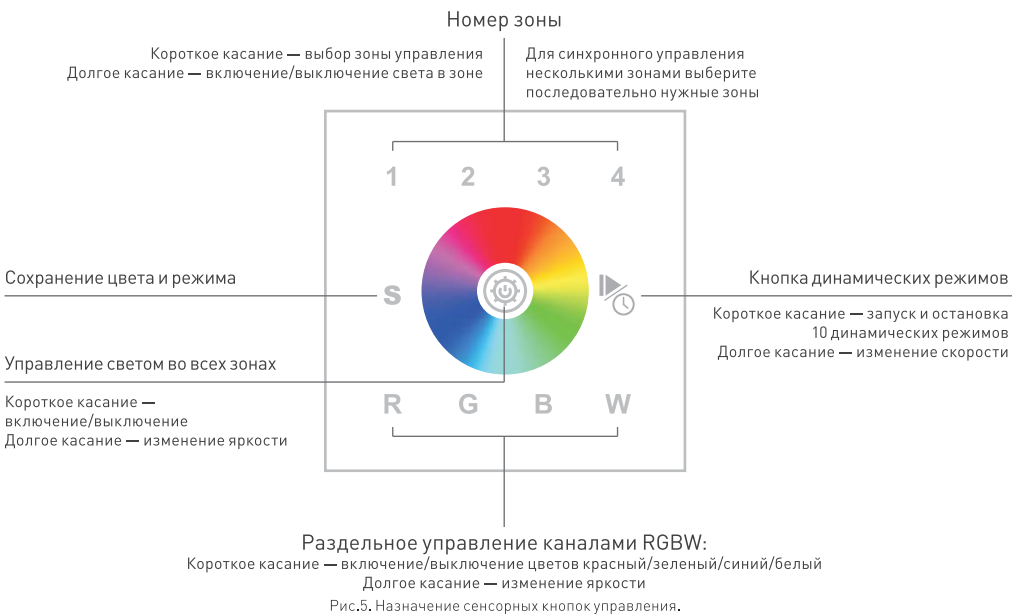 Номер зоны
Короткое касание — выбор зоны управления
Долгое касание — включение/выключение света в зоне
Для синхронного управления
несколькими зонами выберите
последовательно нужные зоны
1 2 3 4
Сохранение цвета и режима
S
Кнопка динамических режимов
Короткое касание — запуск и остановка
10 динамических режимов
Долгое касание — изменение скорости
Управление светом во всех зонах
Короткое касание —
включение/выключение
Долгое касание — изменение яркости
R G B W
Раздельное управление каналами RGBW:
Короткое касание — включение/выключение цветов красный/зеленый/синий/белый
Долгое касание — изменение яркости
Рис.5. Назначение сенсорных кнопок управления.